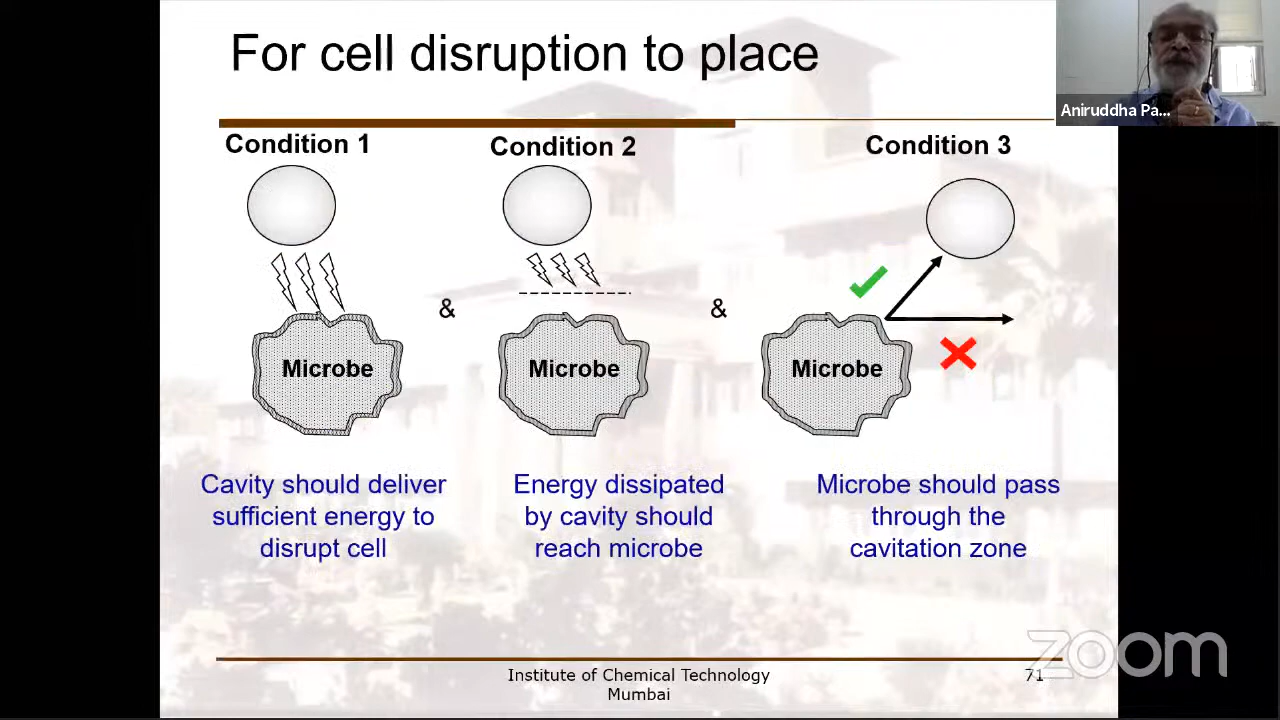 For cell disruption to place
Aniruddha Pa...
Condition 1
Condition 2
Condition 3
&
&
Microbe
Microbe
Microbe
Cavity should deliver
sufficient energy to
disrupt cell
Energy dissipated
by cavity should
reach microbe
Microbe should pass
through the
cavitation zone
Institute of Chemical Technology
Mumbai
71
zoom